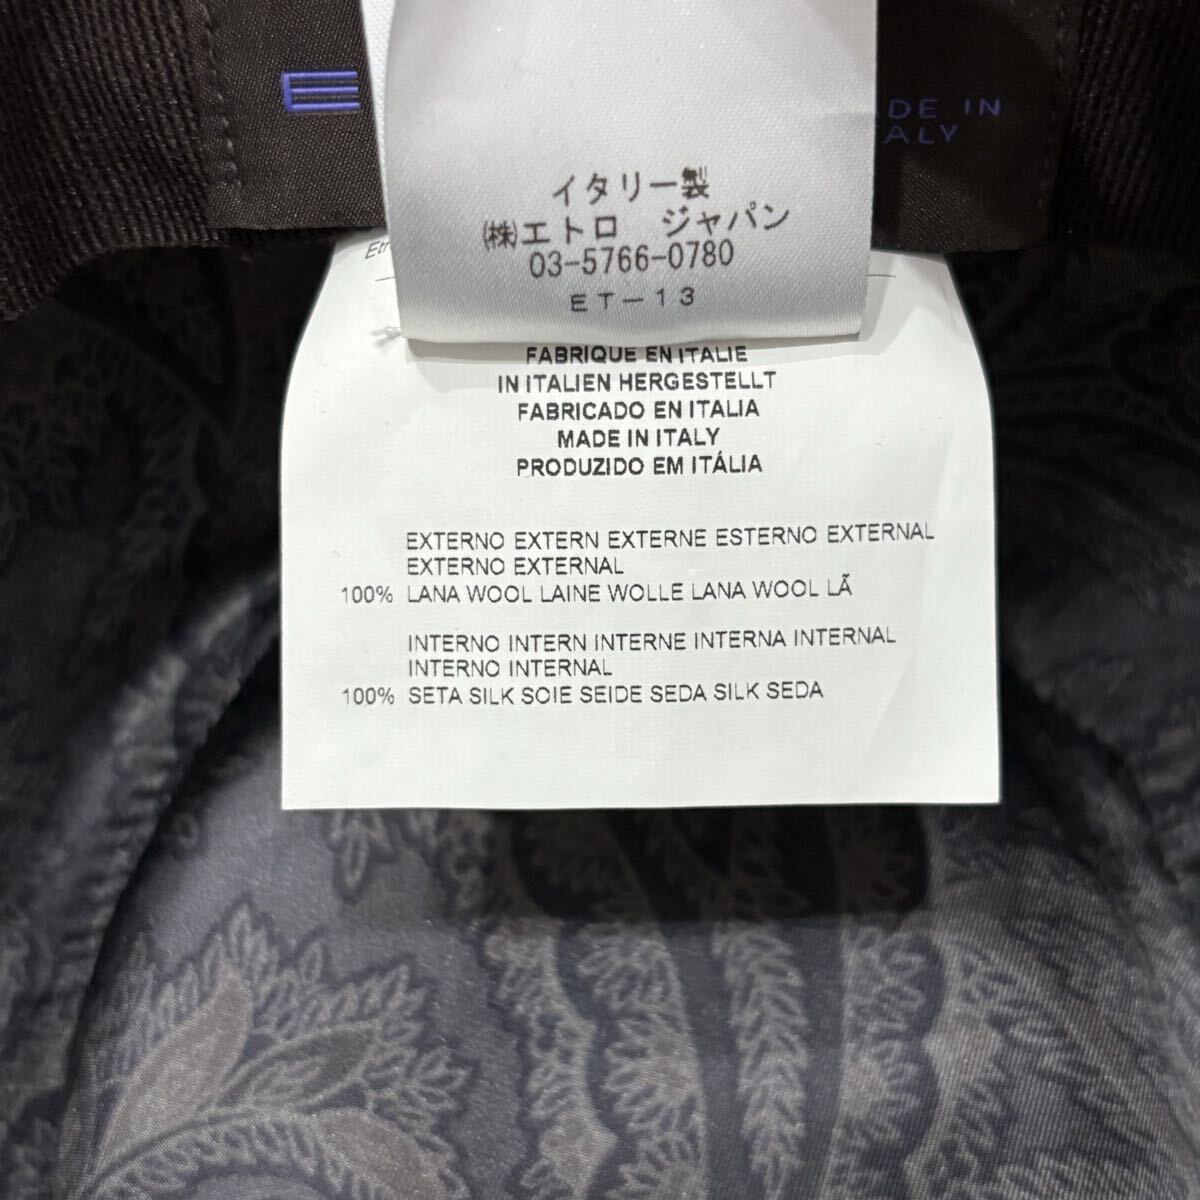 E
DE IN
ALY
イタリー製
㈱エトロ　ジャパン
03-5766-0780
ET-13
FABRIQUE EN ITALIE
IN ITALIEN HERGESTELLT
FABRICADO EN ITALIA
MADE IN ITALY
PRODUZIDO EM ITÁLIA
EXTERNO EXTERN EXTERNE ESTERNO EXTERNAL
EXTERNO EXTERNAL
100% LANA WOOL LAINE WOLLE LANA WOOL LÃ
INTERNO INTERN INTERNE INTERNA INTERNAL
INTERNO INTERNAL
100% SETA SILK SOIE SEIDE SEDA SILK SEDA